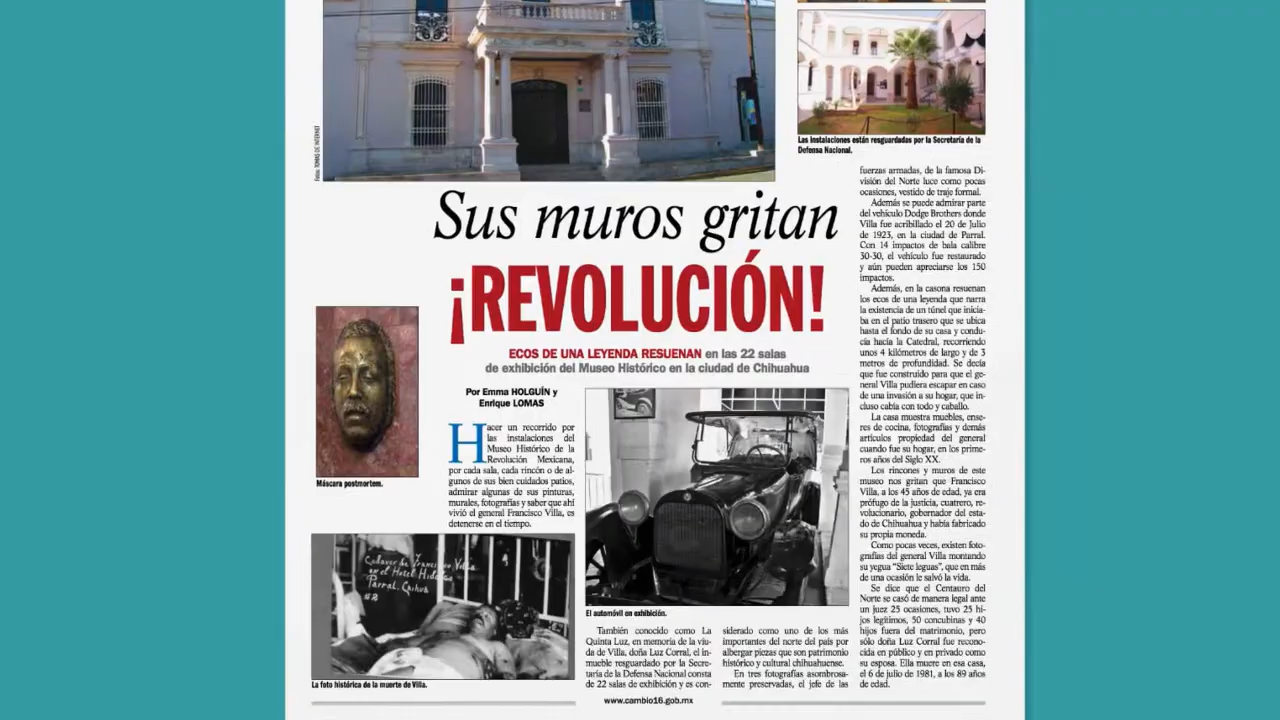 Fotos: TOMAS DE INTERNET
Las instalaciones están resguardadas por la Secretaría de la
Defensa Nacional.
Sus muros gritan
¡REVOLUCIÓN!
ECOS DE UNA LEYENDA RESUENAN en las 22 salas
de exhibición del Museo Histórico en la ciudad de Chihuahua
Máscara postmortem.
Por Emma HOLGUÍN y
Enrique LOMAS
Hacer un recorrido por
las instalaciones del
Museo Histórico de la
Revolución Mexicana,
por cada sala, cada rincón o de al-
gunos de sus bien cuidados patios,
admirar algunas de sus pinturas,
murales, fotografías y saber que ahí
vivió el general Francisco Villa, es
detenerse en el tiempo.
Cadaver de Francisco Villa
en el Hotel Hidalgo
Parral. Chihua
La foto histórica de la muerte de Villa.
El automóvil en exhibición.
También conocido como La
Quinta Luz, en memoria de la viu-
da de Villa, doña Luz Corral, el in-
mueble resguardado por la Secre-
taría de la Defensa Nacional consta
de 22 salas de exhibición y es con-
siderado como uno de los más
importantes del norte del país por
albergar piezas que son patrimonio
histórico y cultural chihuahuense.
En tres fotografías asombrosa-
mente preservadas, el jefe de las
fuerzas armadas, de la famosa Di-
visión del Norte luce como pocas
ocasiones, vestido de traje formal.
Además se puede admirar parte
del vehículo Dodge Brothers donde
Villa fue acribillado el 20 de Julio
de 1923, en la ciudad de Parral.
Con 14 impactos de bala calibre
30-30, el vehículo fue restaurado
y aún pueden apreciarse los 150
impactos.
Además, en la casona resuenan
los ecos de una leyenda que narra
la existencia de un túnel que inicia-
ba en el patio trasero que se ubica
hasta el fondo de su casa y condu-
cía hacia la Catedral, recorriendo
unos 4 kilómetros de largo y de 3
metros de profundidad. Se decía
que fue construido para que el ge-
neral Villa pudiera escapar en caso
de una invasión a su hogar, que in-
cluso cabía con todo y caballo.
La casa muestra muebles, ense-
res de cocina, fotografías y demás
artículos propiedad del general
cuando fue su hogar, en los prime-
ros años del Siglo XX.
Los rincones y muros de este
museo nos gritan que Francisco
Villa, a los 45 años de edad, ya era
prófugo de la justicia, cuatrero, re-
volucionario, gobernador del esta-
do de Chihuahua y había fabricado
su propia moneda.
Como pocas veces, existen foto-
grafías del general Villa montando
su yegua "Siete leguas", que en más
de una ocasión le salvó la vida.
Se dice que el Centauro del
Norte se casó de manera legal ante
un juez 25 ocasiones, tuvo 25 hi-
jos legítimos, 50 concubinas y 40
hijos fuera del matrimonio, pero
sólo doña Luz Corral fue recono-
cida en público y en privado como
su esposa. Ella muere en esa casa,
el 6 de julio de 1981, a los 89 años
de edad.
www.cambio16.gob.mx